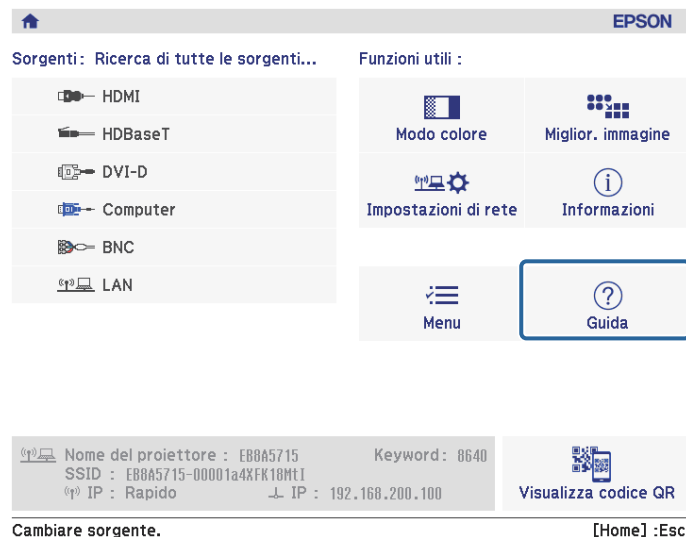 EPSON
Sorgenti: Ricerca di tutte le sorgenti...
HDMI
HDBaseT
DVI-D
Computer
BNC
LAN
Funzioni utili :
Modo colore
Miglior. immagine
Impostazioni di rete
Informazioni
Menu
Guida
Nome del proiettore : EB8A5715 Keyword: 8640
SSID : EB8A5715-00001a4XFK18MtI
IP : Rapido IP : 192.168.200.100
Visualizza codice QR
Cambiare sorgente. [Home] :Esc